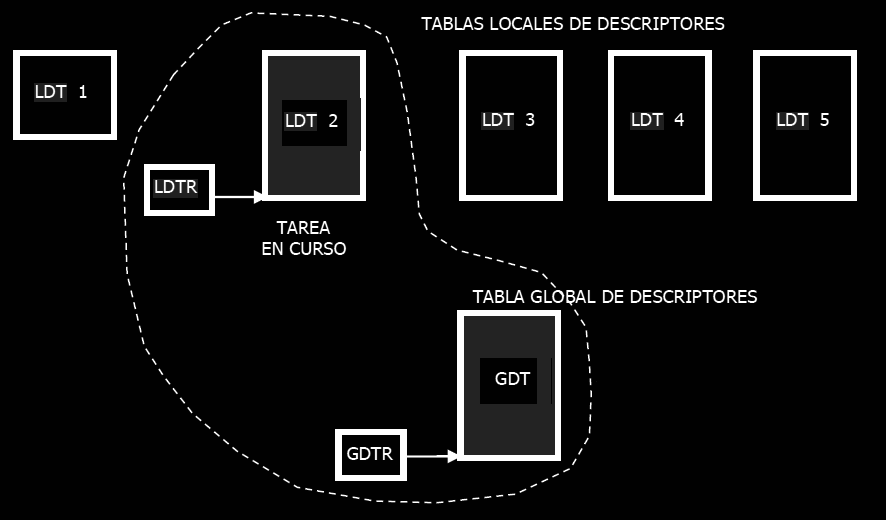 TABLAS LOCALES DE DESCRIPTORES
LDT 1
LDT 2
LDT 3
LDT 4
LDT 5
LDTR
TAREA
EN CURSO
TABLA GLOBAL DE DESCRIPTORES
GDT
GDTR